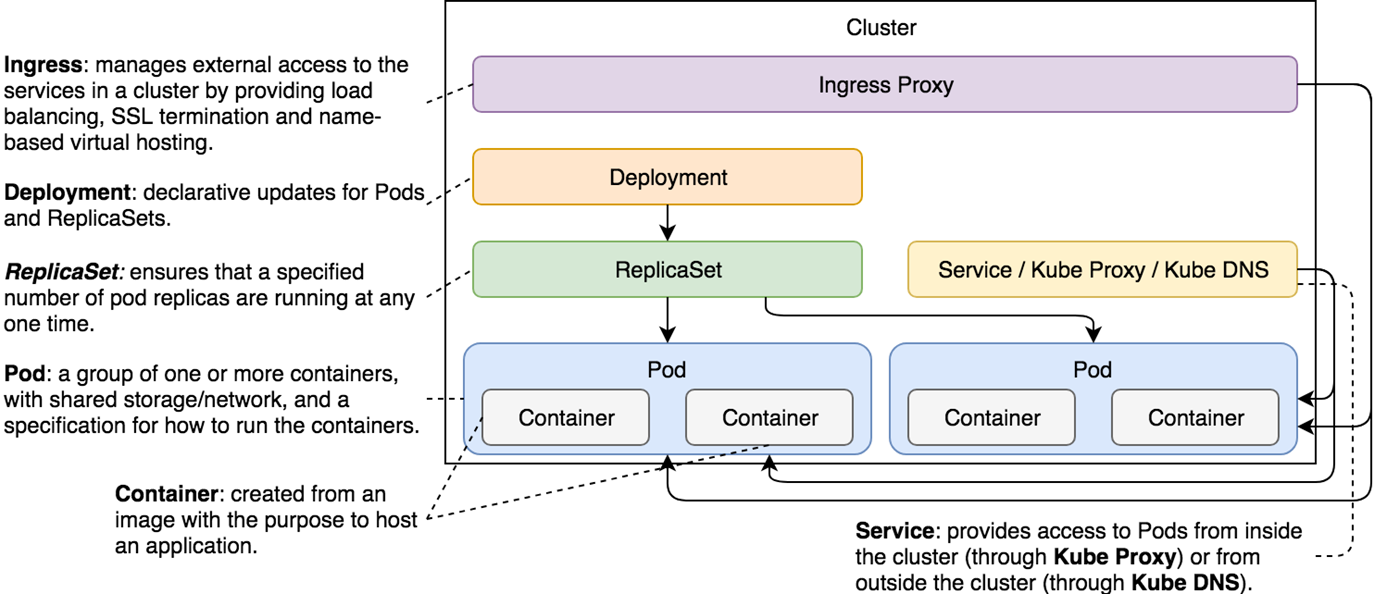 Cluster
Ingress: manages external access to the
services in a cluster by providing load
balancing, SSL termination and name-
based virtual hosting.
Ingress Proxy
Deployment: declarative updates for Pods
and ReplicaSets.
Deployment
ReplicaSet: ensures that a specified
number of pod replicas are running at any
one time.
ReplicaSet
Service / Kube Proxy / Kube DNS
Pod: a group of one or more containers,
with shared storage/network, and a
specification for how to run the containers.
Pod
Container
Container
Pod
Container
Container
Container: created from an
image with the purpose to host
an application.
Service: provides access to Pods from inside
the cluster (through Kube Proxy) or from
outside the cluster (through Kube DNS).